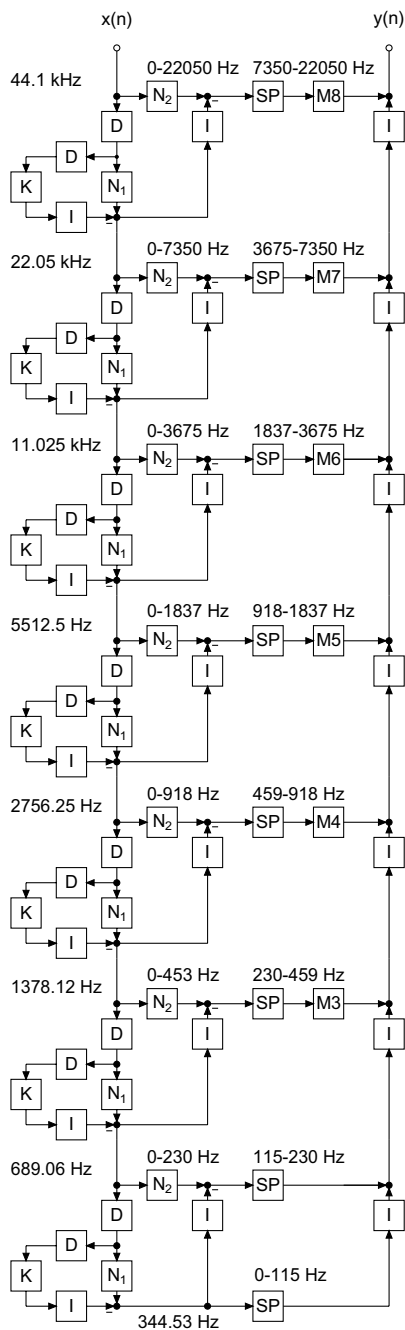 x(n) y(n)
0-22050 Hz 7350-22050 Hz
44.1 kHz
N2 SP M8
D I I
D
K N1
I
0-7350 Hz 3675-7350 Hz
22.05 kHz
N2 SP M7
D I I
D
K N1
I
0-3675 Hz 1837-3675 Hz
11.025 kHz
N2 SP M6
D I I
D
K N1
I
0-1837 Hz 918-1837 Hz
5512.5 Hz
N2 SP M5
D I I
D
K N1
I
0-918 Hz 459-918 Hz
2756.25 Hz
N2 SP M4
D I I
D
K N1
I
0-453 Hz 230-459 Hz
1378.12 Hz
N2 SP M3
D I I
D
K N1
I
0-230 Hz 115-230 Hz
689.06 Hz
N2 SP
D I I
D
K N1
0-115 Hz
I SP
344.53 Hz